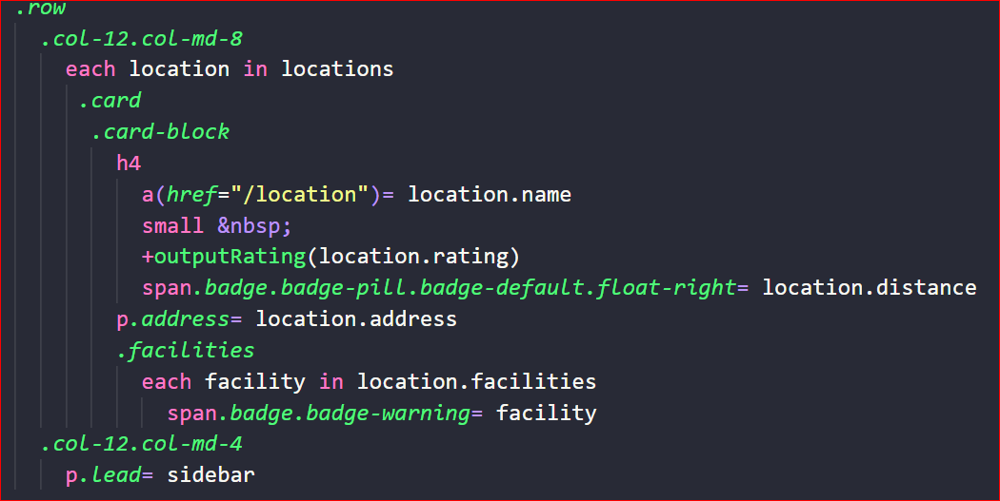 .row
.col-12.col-md-8
each location in locations
.card
.card-block
h4
a(href="/location")= location.name
small &nbsp;
+outputRating(location.rating)
span.badge.badge-pill.badge-default.float-right= location.distance
p.address= location.address
.facilities
each facility in location.facilities
span.badge.badge-warning= facility
.col-12.col-md-4
p.lead= sidebar